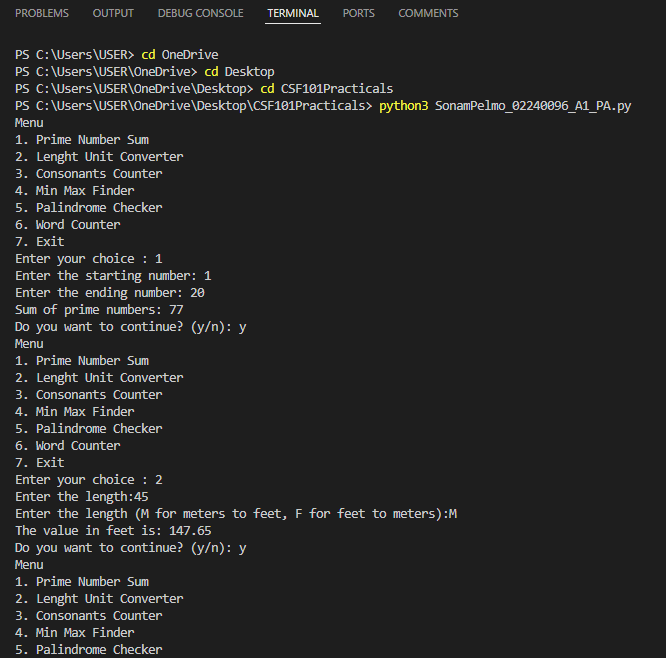 PROBLEMS OUTPUT DEBUG CONSOLE TERMINAL PORTS COMMENTS
PS C:\Users\USER> cd OneDrive
PS C:\Users\USER\OneDrive> cd Desktop
PS C:\Users\USER\OneDrive\Desktop> cd CSF101Practicals
PS C:\Users\USER\OneDrive\Desktop\CSF101Practicals> python3 SonamPelmo_02240096_A1_PA.py
Menu
1. Prime Number Sum
2. Lenght Unit Converter
3. Consonants Counter
4. Min Max Finder
5. Palindrome Checker
6. Word Counter
7. Exit
Enter your choice : 1
Enter the starting number: 1
Enter the ending number: 20
Sum of prime numbers: 77
Do you want to continue? (y/n): y
Menu
1. Prime Number Sum
2. Lenght Unit Converter
3. Consonants Counter
4. Min Max Finder
5. Palindrome Checker
6. Word Counter
7. Exit
Enter your choice : 2
Enter the length:45
Enter the length (M for meters to feet, F for feet to meters):M
The value in feet is: 147.65
Do you want to continue? (y/n): y
Menu
1. Prime Number Sum
2. Lenght Unit Converter
3. Consonants Counter
4. Min Max Finder
5. Palindrome Checker